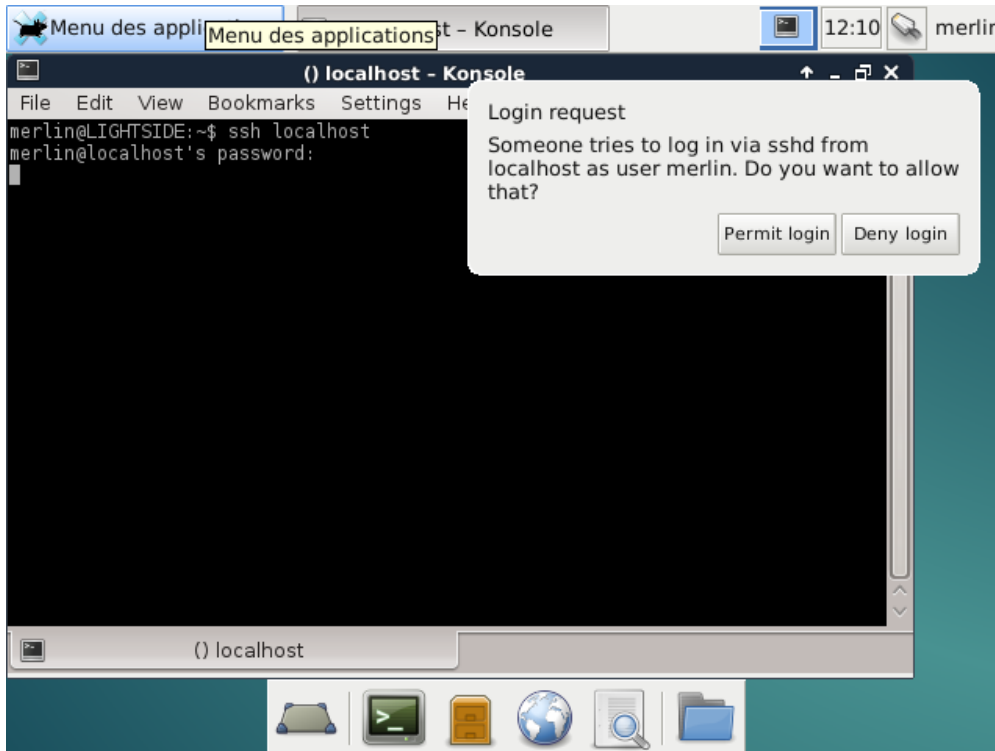 Menu des appli
Menu des applications
st – Konsole
12:10
merlin
() localhost – Konsole
File Edit View Bookmarks Settings He
merlin@LIGHTSIDE:~$ ssh localhost
merlin@localhost's password:
Login request
Someone tries to log in via sshd from
localhost as user merlin. Do you want to allow
that?
Permit login
Deny login
() localhost